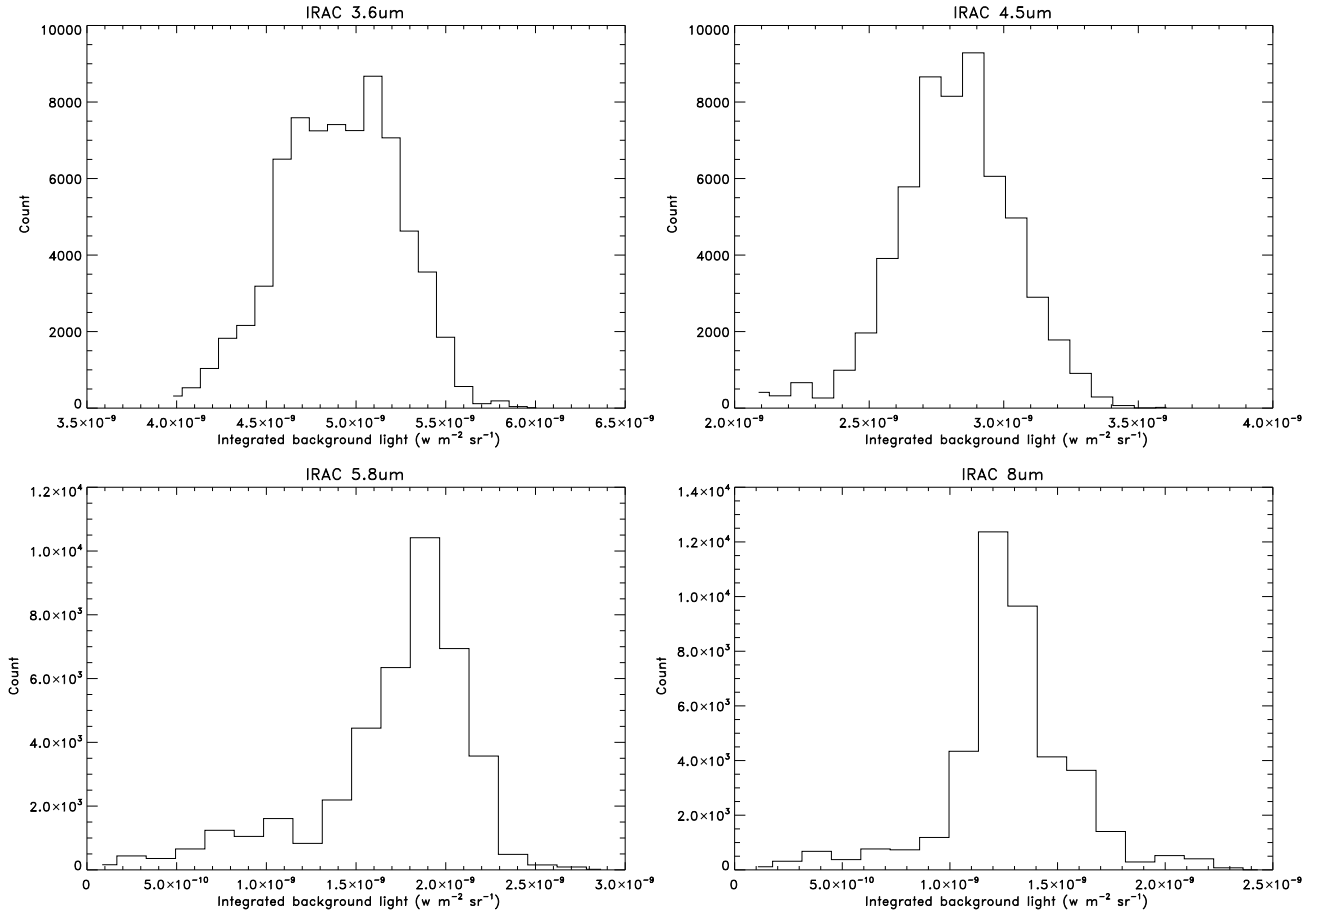 IRAC 3.6um
10000
8000
6000
4000
2000
0
Count
3.5×10⁻⁹ 4.0×10⁻⁹ 4.5×10⁻⁹ 5.0×10⁻⁹ 5.5×10⁻⁹ 6.0×10⁻⁹ 6.5×10⁻⁹
Integrated background light (w m⁻² sr⁻¹)
IRAC 4.5um
10000
8000
6000
4000
2000
0
Count
2.0×10⁻⁹ 2.5×10⁻⁹ 3.0×10⁻⁹ 3.5×10⁻⁹ 4.0×10⁻⁹
Integrated background light (w m⁻² sr⁻¹)
IRAC 5.8um
1.2×10⁴
1.0×10⁴
8.0×10³
6.0×10³
4.0×10³
2.0×10³
0
Count
0 5.0×10⁻¹⁰ 1.0×10⁻⁹ 1.5×10⁻⁹ 2.0×10⁻⁹ 2.5×10⁻⁹ 3.0×10⁻⁹
Integrated background light (w m⁻² sr⁻¹)
IRAC 8um
1.4×10⁴
1.2×10⁴
1.0×10⁴
8.0×10³
6.0×10³
4.0×10³
2.0×10³
0
Count
0 5.0×10⁻¹⁰ 1.0×10⁻⁹ 1.5×10⁻⁹ 2.0×10⁻⁹ 2.5×10⁻⁹
Integrated background light (w m⁻² sr⁻¹)